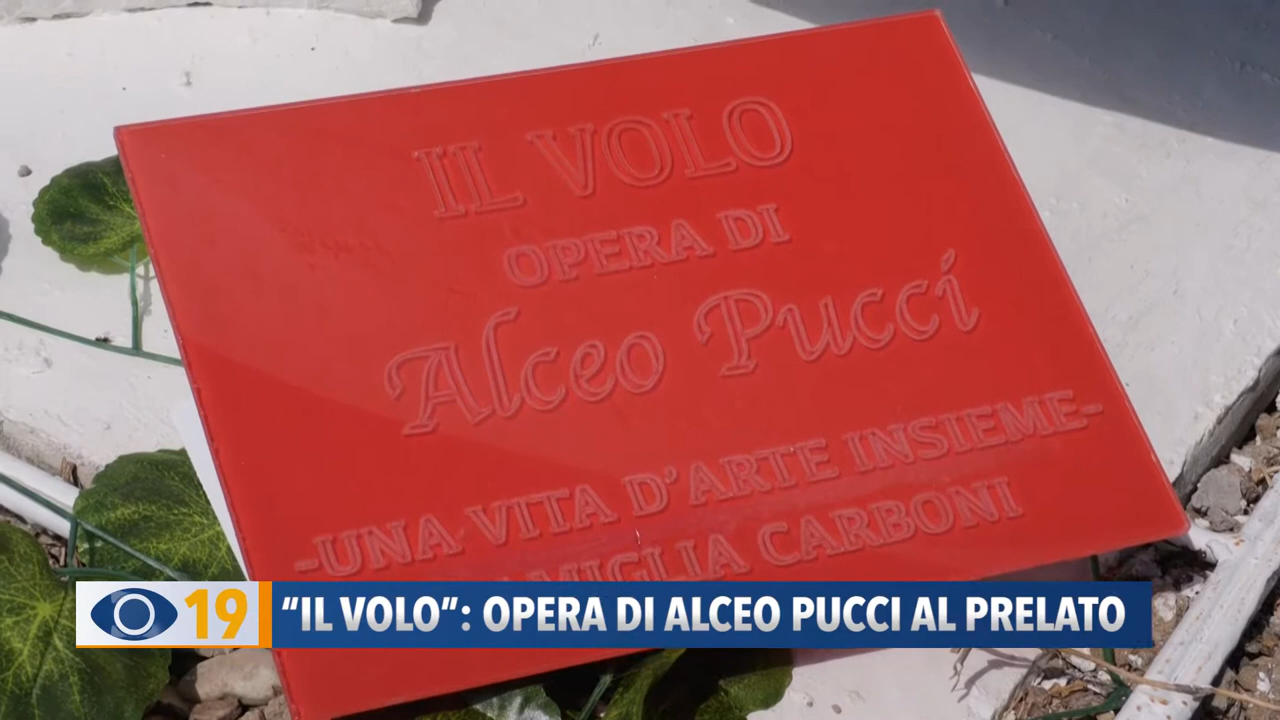 IL VOLO
OPERA DI
Alceo Pucci
-UNA VITA D'ARTE INSIEME-
FAMIGLIA CARBONI
19 “IL VOLO“: OPERA DI ALCEO PUCCI AL PRELATO